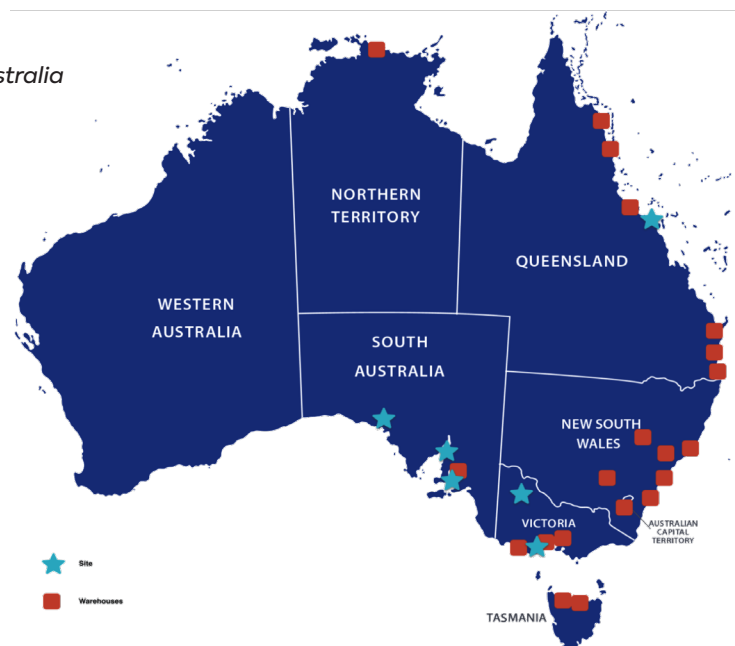 stralia
NORTHERN
TERRITORY
QUEENSLAND
WESTERN
AUSTRALIA
SOUTH
AUSTRALIA
NEW SOUTH
WALES
VICTORIA
AUSTRALIAN
CAPITAL
TERRITORY
Site
Warehouses
TASMANIA